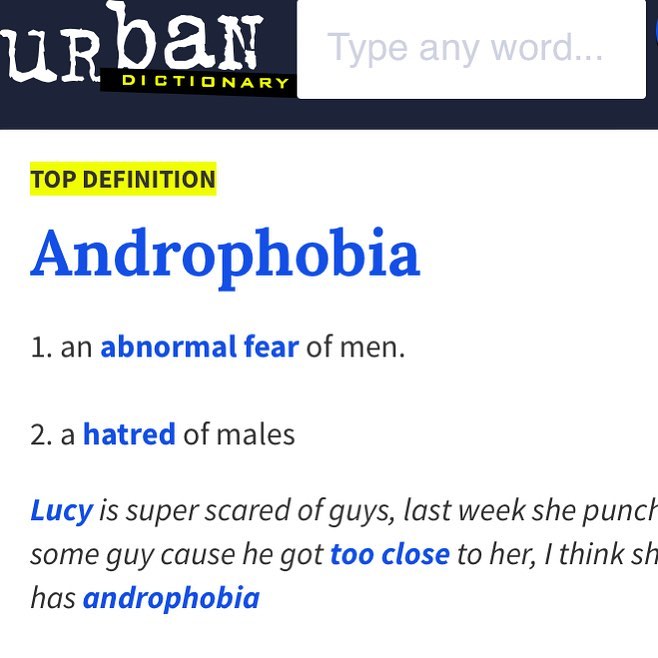 urban
DICTIONARY
Type any word...
TOP DEFINITION
Androphobia
1. an abnormal fear of men.
2. a hatred of males
Lucy is super scared of guys, last week she punch
some guy cause he got too close to her, I think sh
has androphobia